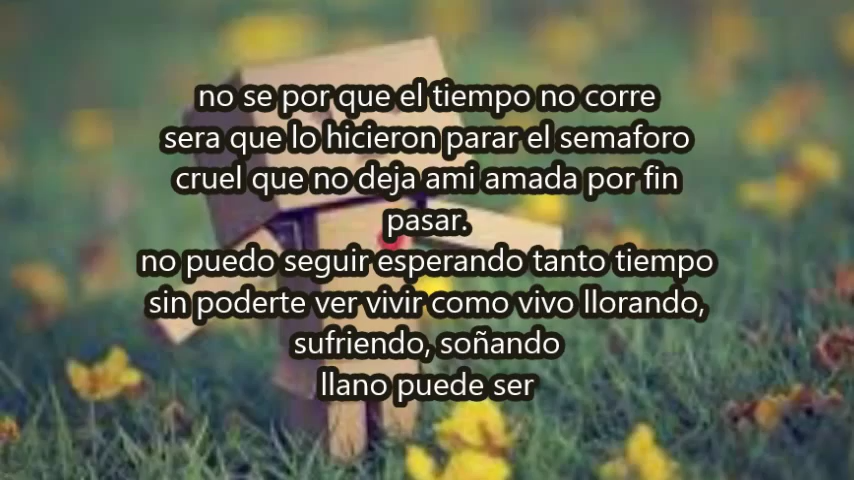 no se por que el tiempo no corre
sera que lo hicieron parar el semaforo
cruel que no deja ami amada por fin
pasar.
no puedo seguir esperando tanto tiempo
sin poderte ver vivir como vivo llorando,
sufriendo, soñando
llano puede ser